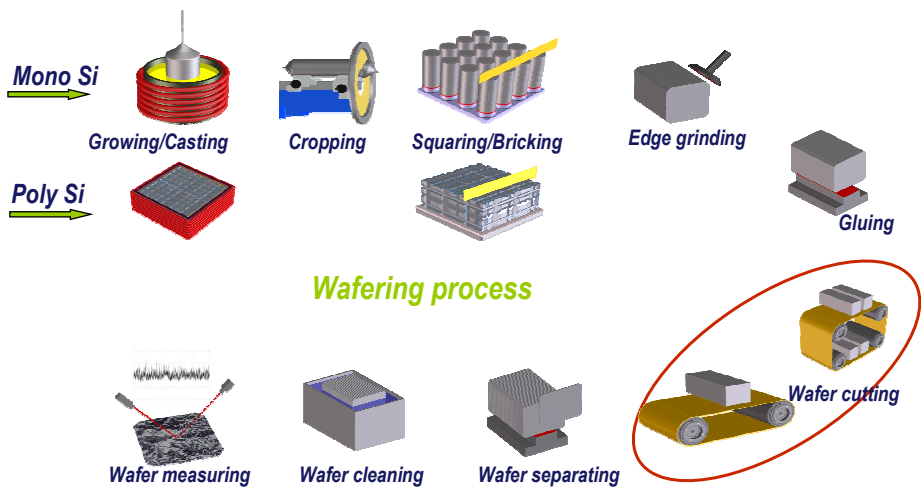 Mono Si
Growing/Casting
Cropping
Squaring/Bricking
Edge grinding
Poly Si
Gluing
Wafering process
Wafer cutting
Wafer measuring
Wafer cleaning
Wafer separating